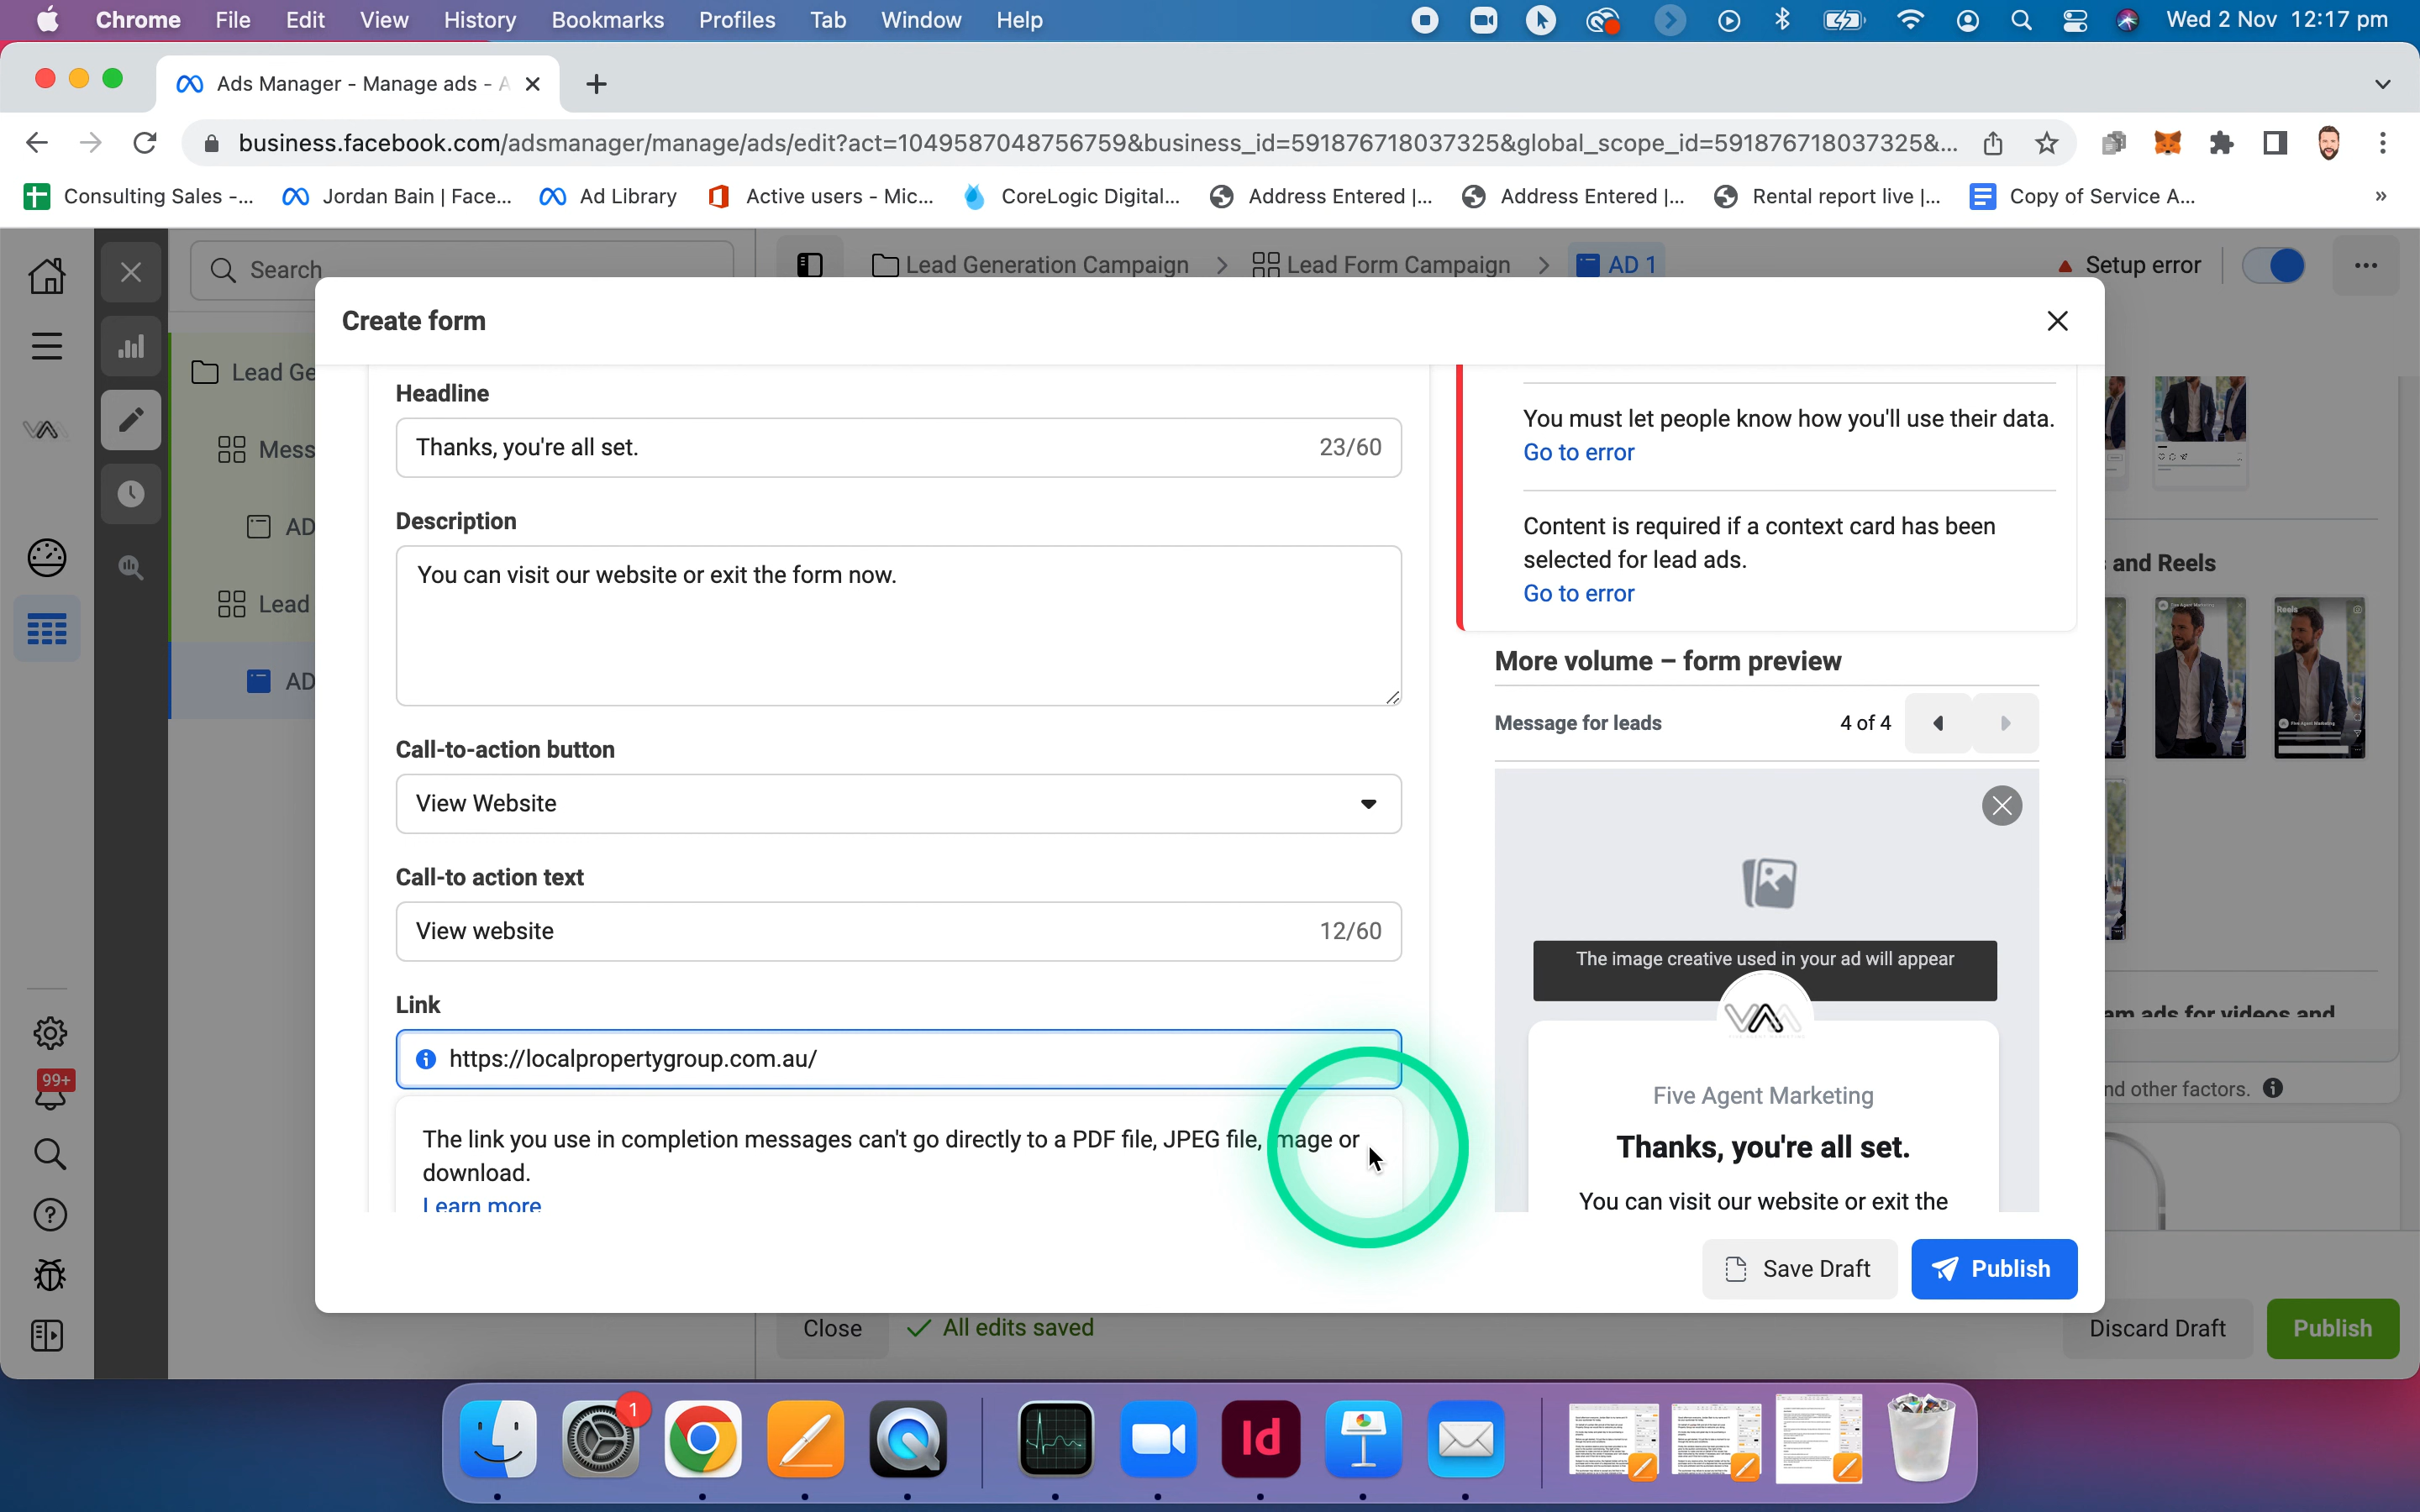 Chrome File Edit View History Bookmarks Profiles Tab Window Help Wed 2 Nov 12:17 pm
Ads Manager - Manage ads - A
business.facebook.com/adsmanager/manage/ads/edit?act=1049587048756759&business_id=591876718037325&global_scope_id=591876718037325&...
Consulting Sales -... Jordan Bain | Face... Ad Library Active users - Mic... CoreLogic Digital... Address Entered |... Address Entered |... Rental report live |... Copy of Service A... »
Search Lead Generation Campaign Lead Form Campaign AD 1 Setup error
Create form
Lead Ge
Mess
AD
Lead
AD
99+
Headline
Thanks, you're all set. 23/60
Description
You can visit our website or exit the form now.
Call-to-action button
View Website
Call-to action text
View website 12/60
Link
https://localpropertygroup.com.au/
The link you use in completion messages can't go directly to a PDF file, JPEG file, image or
download.
Learn more
You must let people know how you'll use their data.
Go to error
Content is required if a context card has been
selected for lead ads.
Go to error
More volume – form preview
Message for leads 4 of 4
The image creative used in your ad will appear
Five Agent Marketing
Thanks, you're all set.
You can visit our website or exit the
Save Draft Publish
and Reels
Reels
am ads for videos and
nd other factors.
Close All edits saved Discard Draft Publish
1
Id